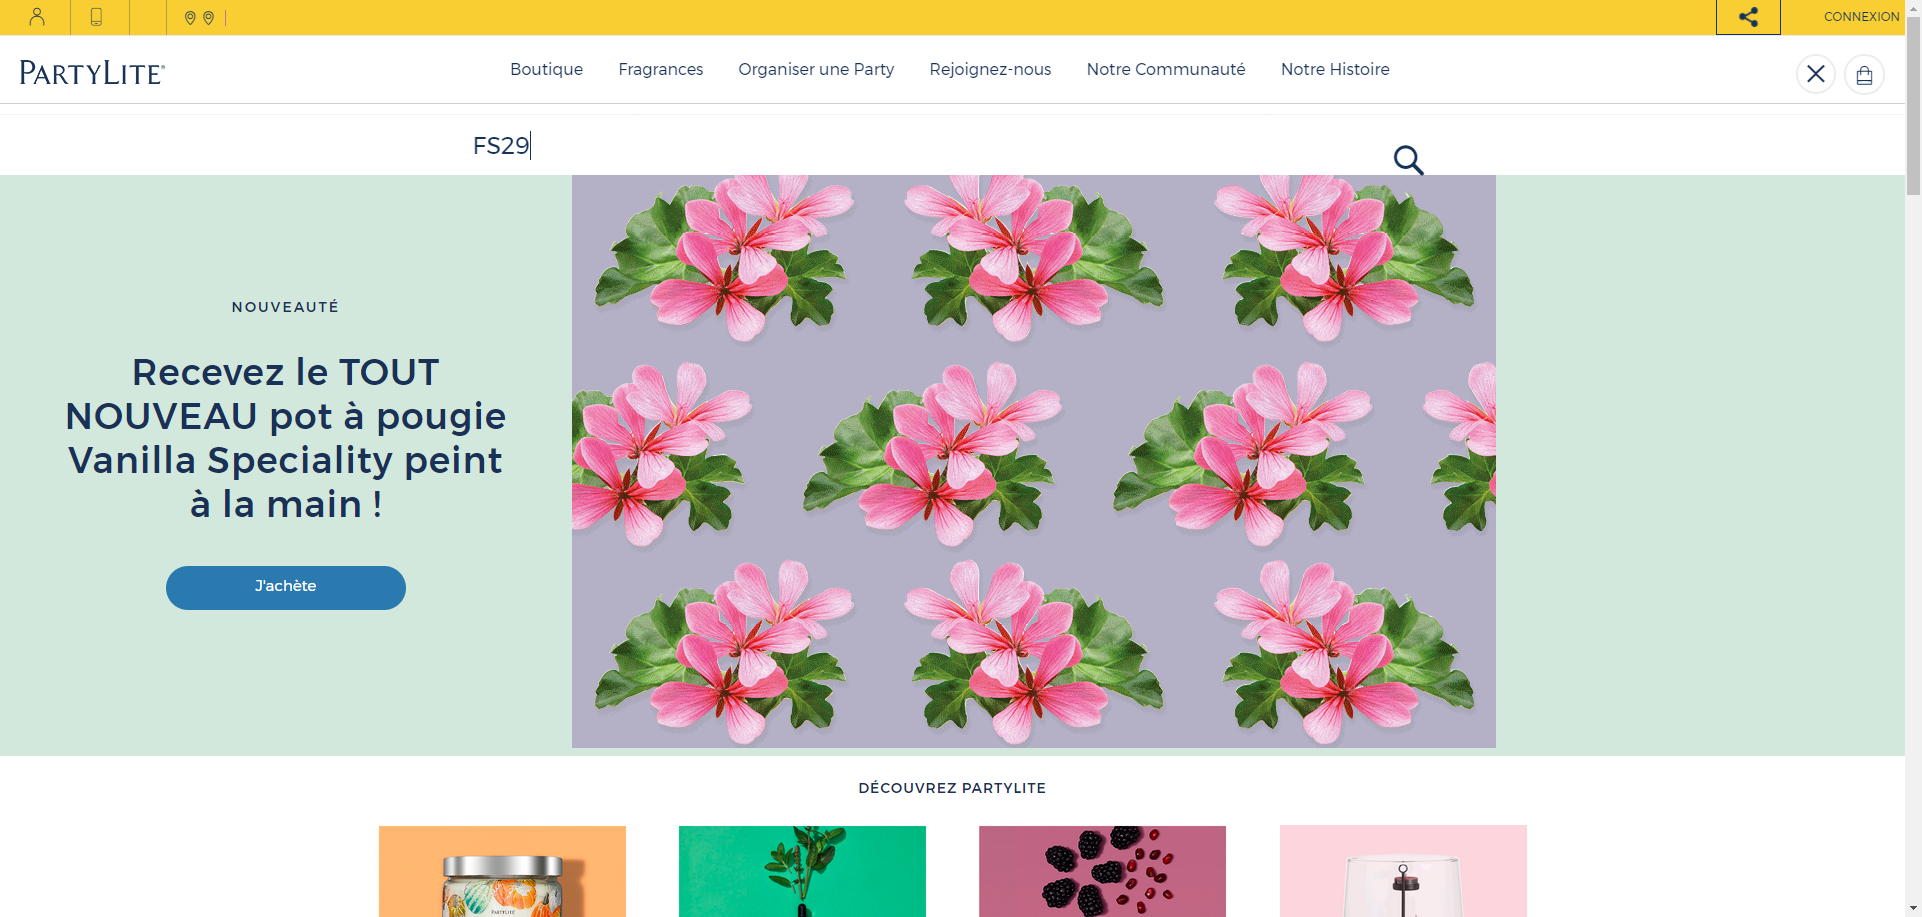 CONNEXION
PARTYLITE®
Boutique Fragrances Organiser une Party Rejoignez-nous Notre Communauté Notre Histoire
FS29
NOUVEAUTÉ
Recevez le TOUT
NOUVEAU pot à pougie
Vanilla Speciality peint
à la main !
J'achète
DÉCOUVREZ PARTYLITE
PARTYLITE